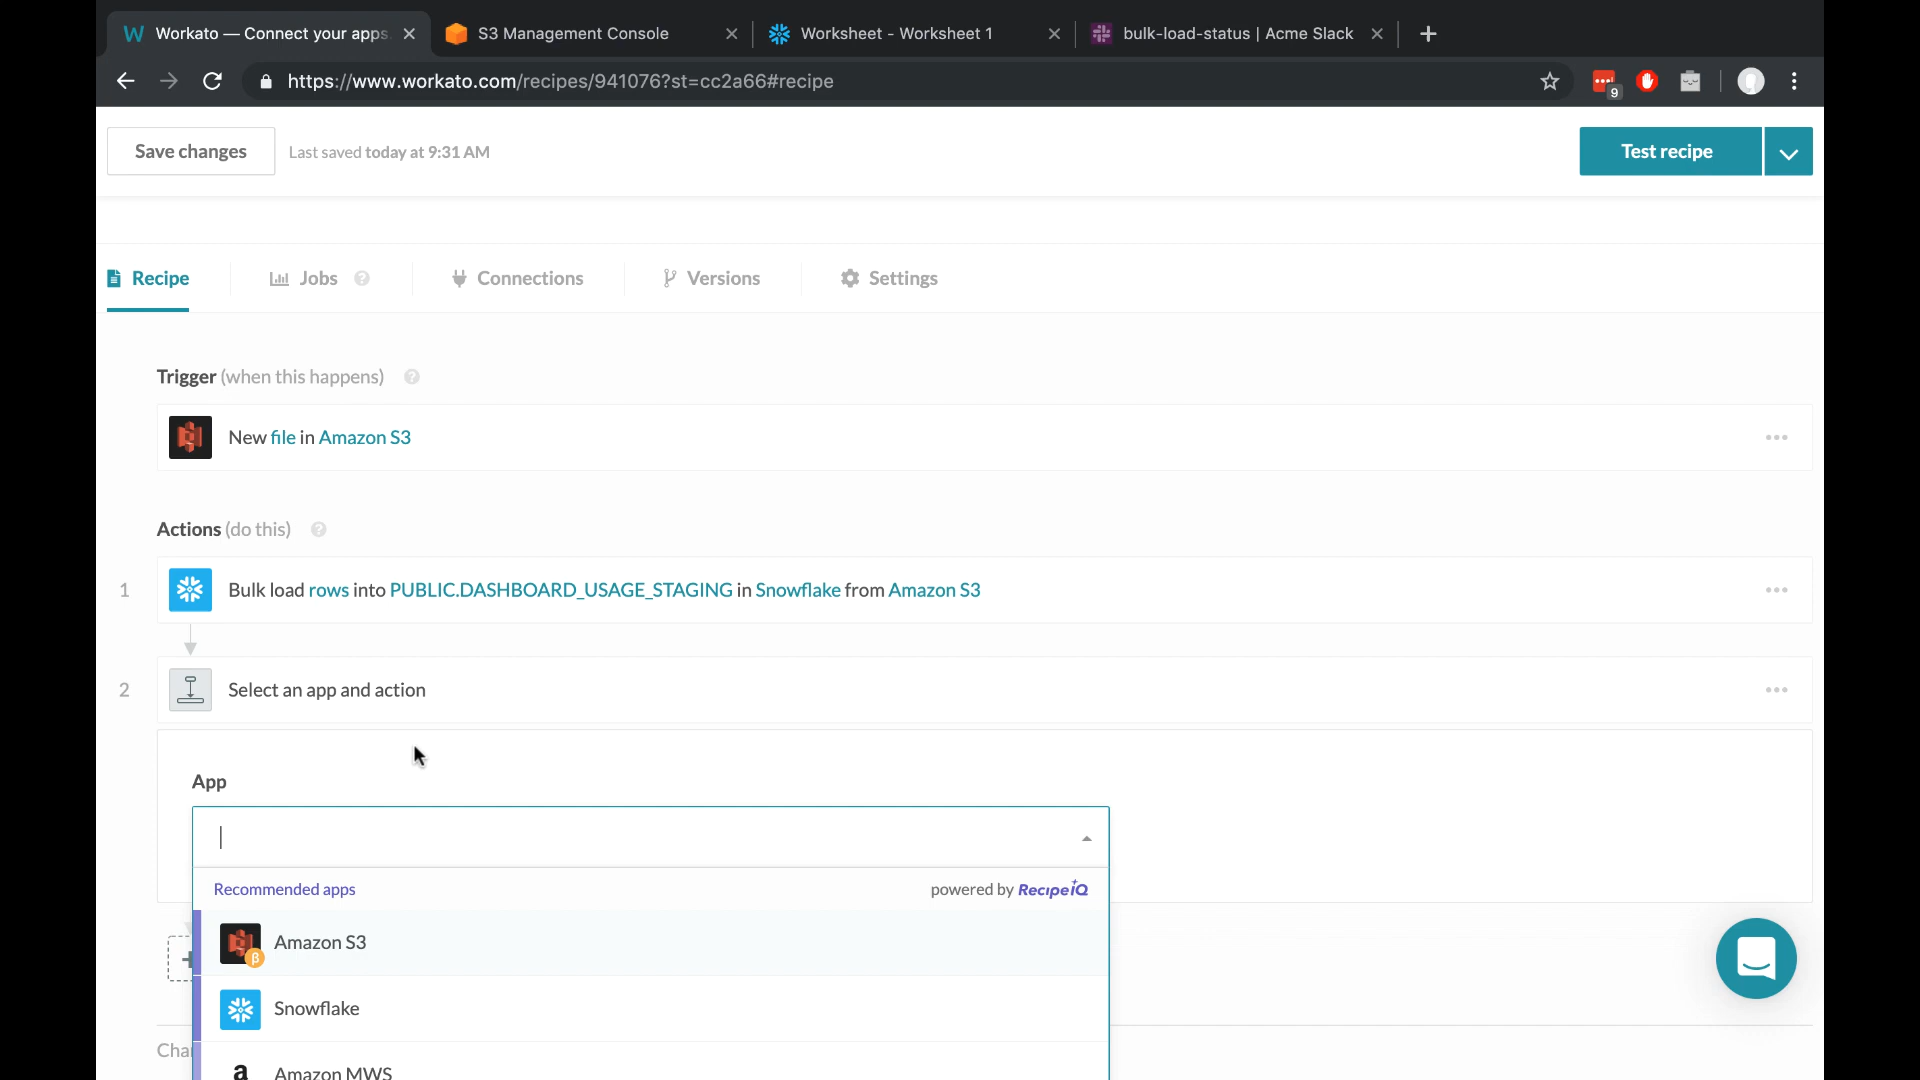 Workato — Connect your apps
S3 Management Console
Worksheet - Worksheet 1
bulk-load-status | Acme Slack
https://www.workato.com/recipes/941076?st=cc2a66#recipe
9
Save changes
Last saved today at 9:31 AM
Test recipe
Recipe
Jobs ?
Connections
Versions
Settings
Trigger (when this happens) ?
New file in Amazon S3
Actions (do this) ?
1 Bulk load rows into PUBLIC.DASHBOARD_USAGE_STAGING in Snowflake from Amazon S3
2 Select an app and action
App
Recommended apps
powered by RecipeIQ
β Amazon S3
Snowflake
Amazon MWS